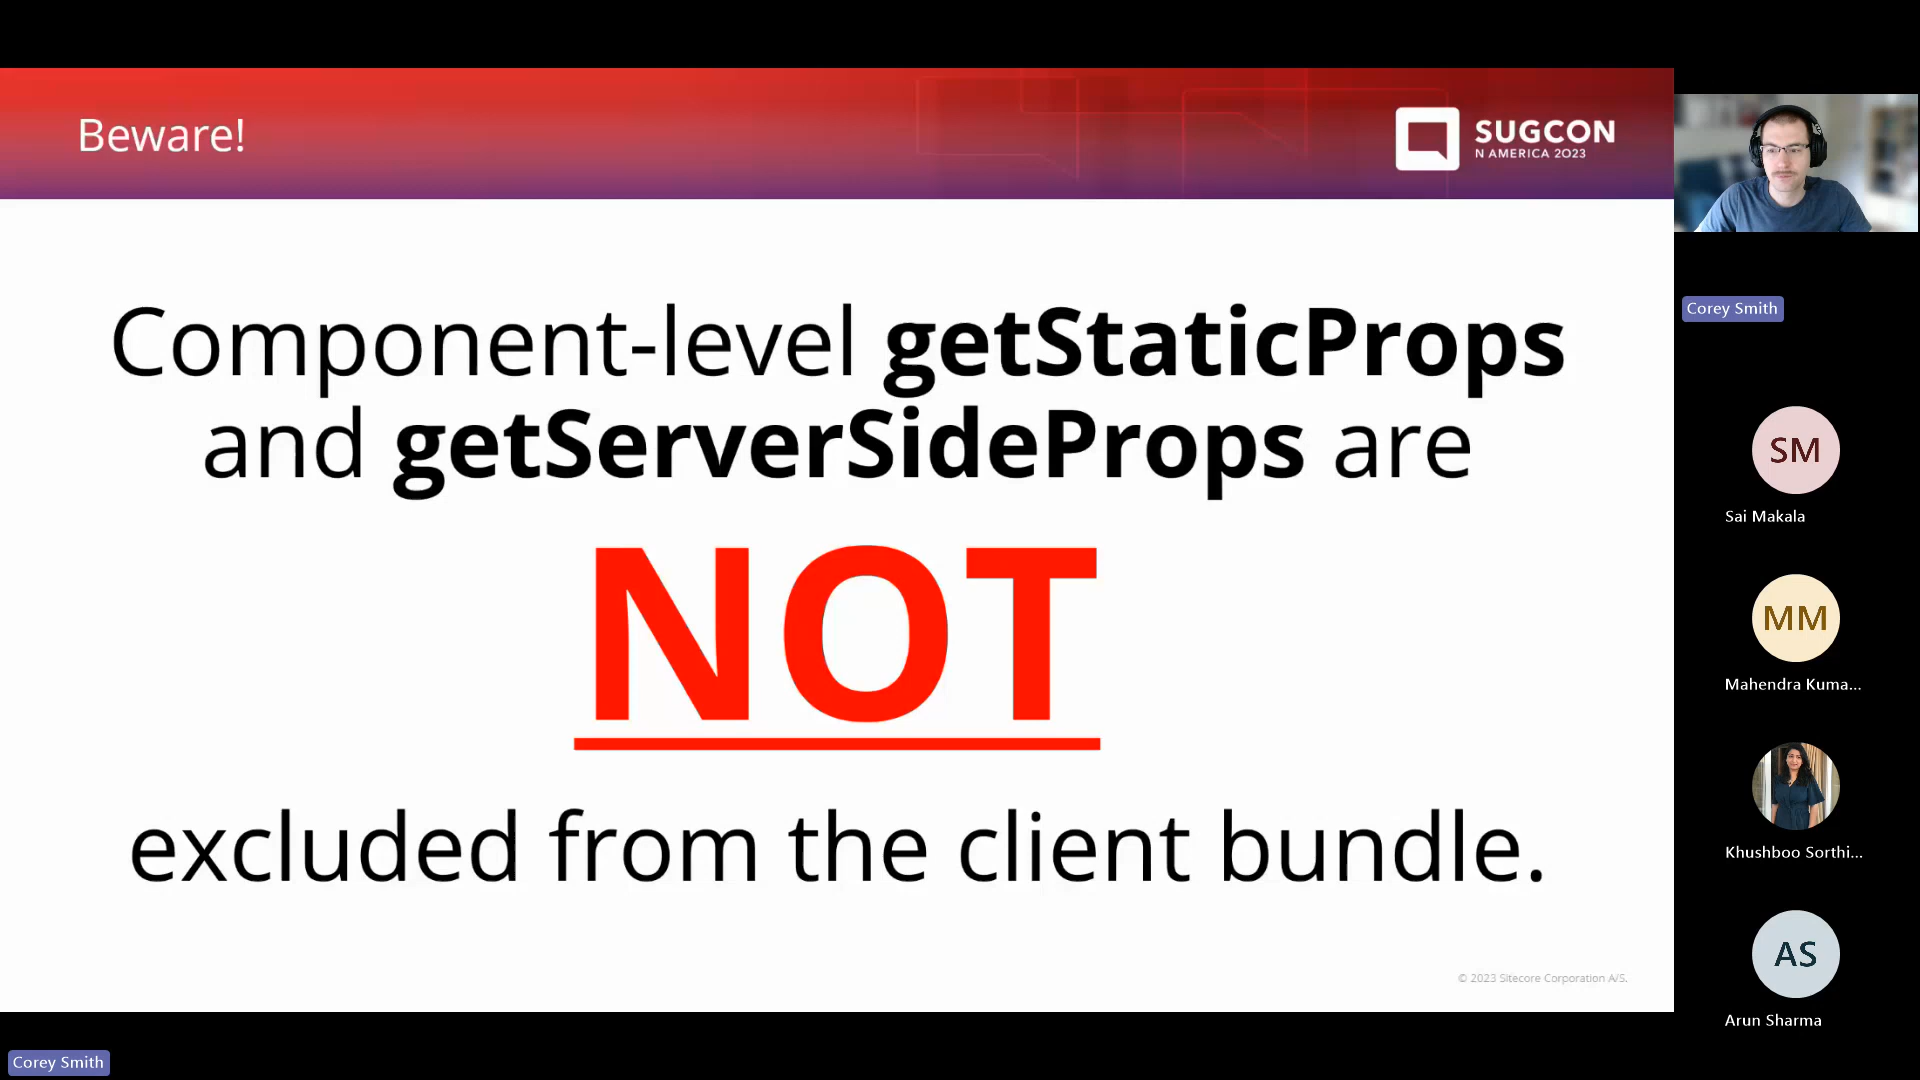 Beware!
SUGCON
N AMERICA 2023
Component-level getStaticProps
and getServerSideProps are
NOT
excluded from the client bundle.
© 2023 Sitecore Corporation A/S.
Corey Smith
SM
Sai Makala
MM
Mahendra Kuma...
Khushboo Sorthi...
AS
Arun Sharma
Corey Smith